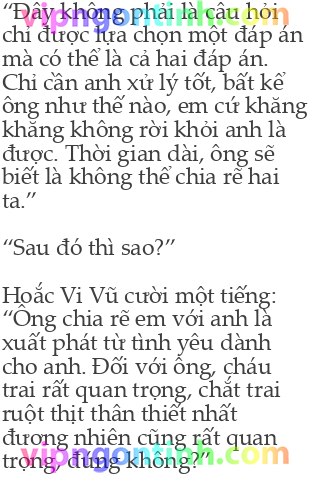 “Đây không phải là câu hỏi
chỉ được lựa chọn một đáp án
mà có thể là cả hai đáp án.
Chỉ cần anh xử lý tốt, bất kể
ông như thế nào, em cứ khăng
khăng không rời khỏi anh là
được. Thời gian dài, ông sẽ
biết là không thể chia rẽ hai
ta.”
“Sau đó thì sao?”
Hoắc Vi Vũ cười một tiếng:
“Ông chia rẽ em với anh là
xuất phát từ tình yêu dành
cho anh. Đối với ông, cháu
trai rất quan trọng, chắt trai
ruột thịt thân thiết nhất
đương nhiên cũng rất quan
trọng, đúng không?”
vipngontinh.com
vipngontinh.com